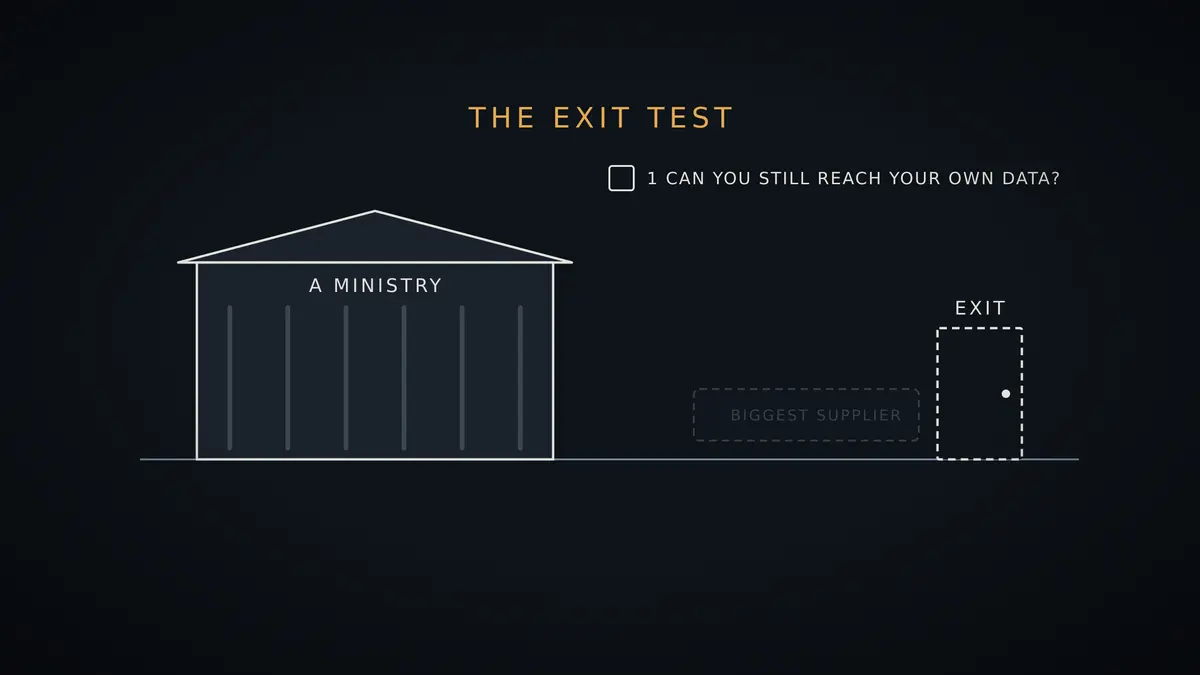 THE EXIT TEST
1 CAN YOU STILL REACH YOUR OWN DATA?
A MINISTRY
EXIT
BIGGEST SUPPLIER